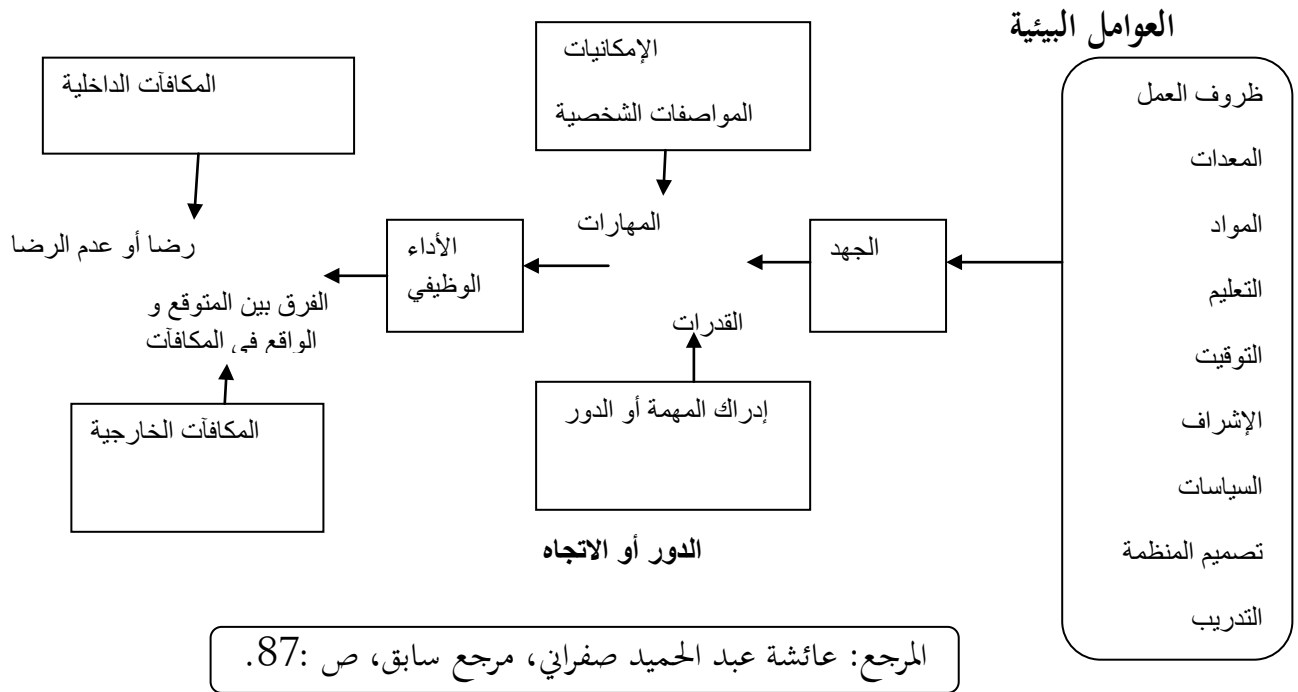 العوامل البيئية
ظروف العمل
المعدات
المواد
التعليم
التوقيت
الإشراف
السياسات
تصميم المنظمة
التدريب
الجهد
الإمكانيات
المواصفات الشخصية
المهارات
القدرات
إدراك المهمة أو الدور
الدور أو الاتجاه
الأداء
الوظيفي
المكافآت الداخلية
رضا أو عدم الرضا
الفرق بين المتوقع و
الواقع في المكافآت
المكافآت الخارجية
المرجع: عائشة عبد الحميد صفراني، مرجع سابق، ص :87.